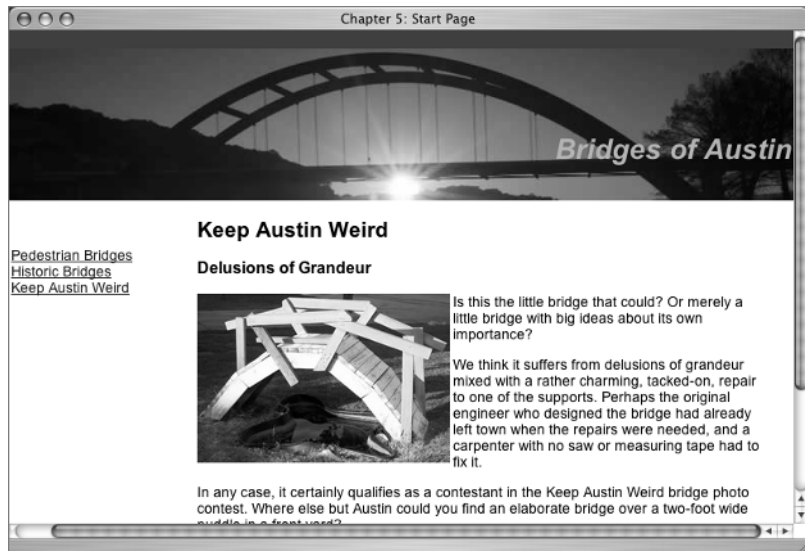 Chapter 5: Start Page
Bridges of Austin
Pedestrian Bridges
Historic Bridges
Keep Austin Weird
Keep Austin Weird
Delusions of Grandeur
Is this the little bridge that could? Or merely a
little bridge with big ideas about its own
importance?
We think it suffers from delusions of grandeur
mixed with a rather charming, tacked-on, repair
to one of the supports. Perhaps the original
engineer who designed the bridge had already
left town when the repairs were needed, and a
carpenter with no saw or measuring tape had to
fix it.
In any case, it certainly qualifies as a contestant in the Keep Austin Weird bridge photo
contest. Where else but Austin could you find an elaborate bridge over a two-foot wide
puddle in a front yard?